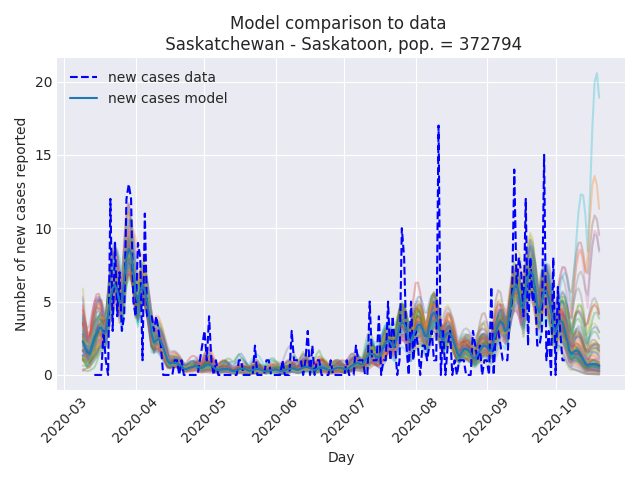 Model comparison to data
Saskatchewan - Saskatoon, pop. = 372794
new cases data
new cases model
Number of new cases reported
20
15
10
5
0
2020-03
2020-04
2020-05
2020-06
2020-07
2020-08
2020-09
2020-10
Day